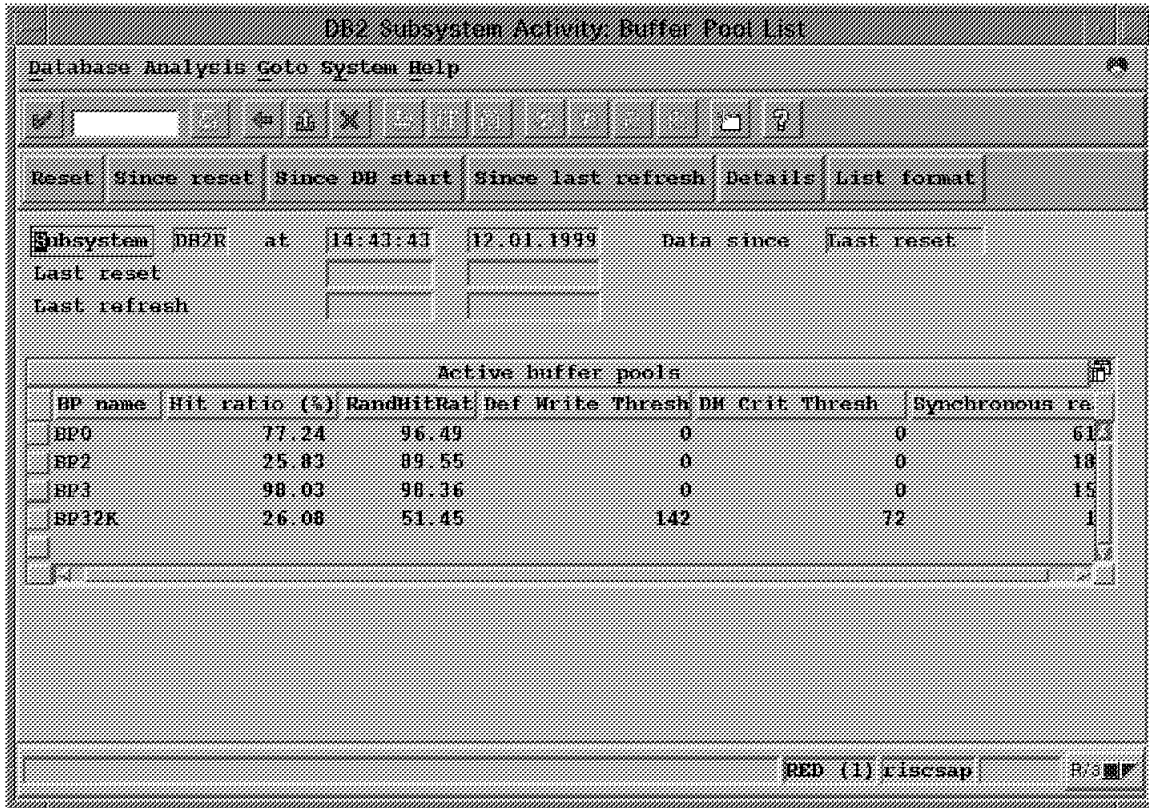 DB2 Subsystem Activity: Buffer Pool List
Database Analysis Goto System Help
Reset Since reset Since DB start Since last refresh Details List format
Subsystem DB2R at 14:43:43 12.01.1999 Data since Last reset
Last reset
Last refresh
Active buffer pools
BP name Hit ratio (%) RandHitRat Def Write Thresh DM Crit Thresh Synchronous re
BP0 77.24 96.49 0 0 61
BP2 25.83 89.55 0 0 18
BP3 98.03 98.36 0 0 15
BP32K 26.08 51.45 142 72 1
RED (1) riscsap R/3